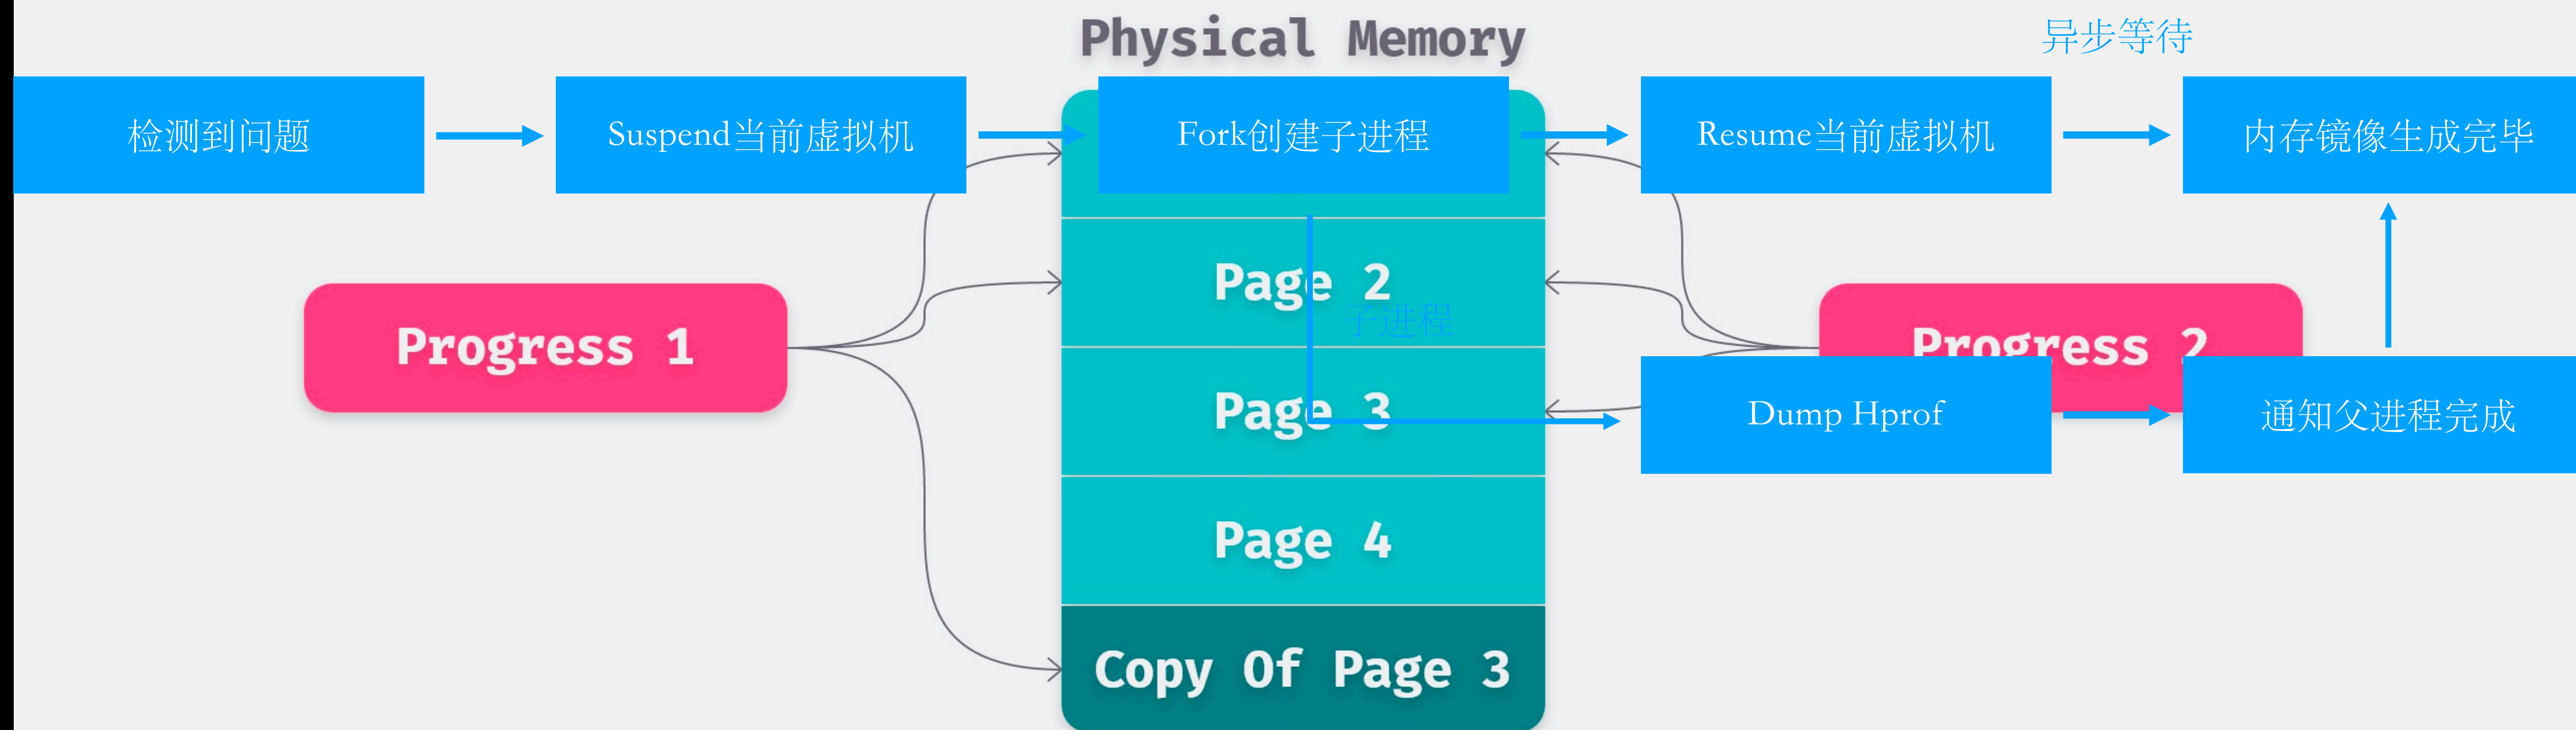 Physical Memory
异步等待
检测到问题
Suspend当前虚拟机
Fork创建子进程
Resume当前虚拟机
内存镜像生成完毕
Page 2
子进程
Progress 1
Progress 2
Page 3
Dump Hprof
通知父进程完成
Page 4
Copy Of Page 3